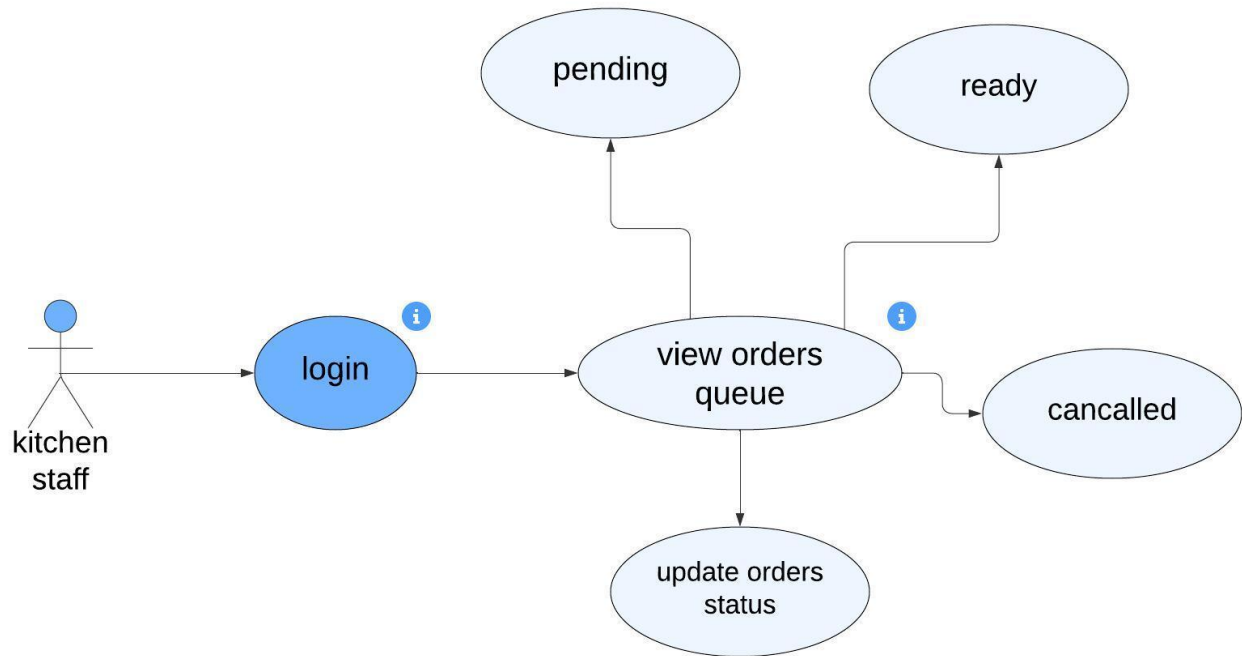 pending
ready
login
view orders
queue
cancalled
kitchen
staff
update orders
status